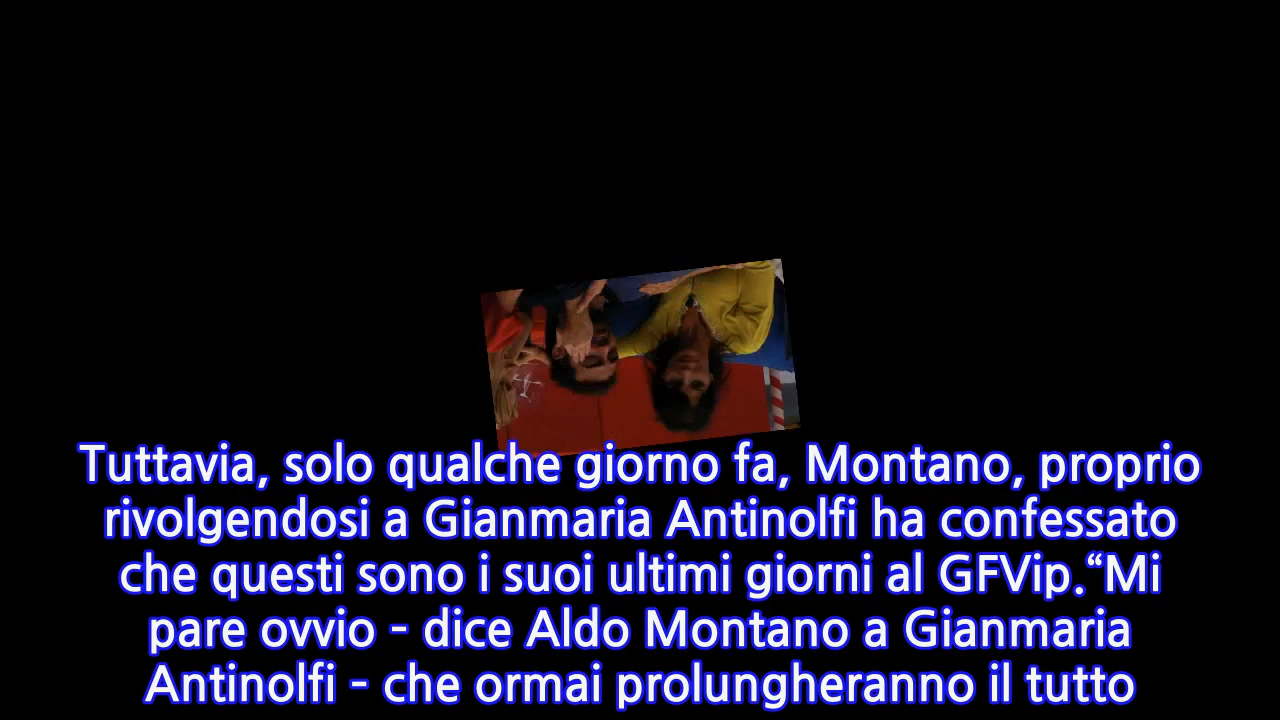 Tuttavia, solo qualche giorno fa, Montano, proprio
rivolgendosi a Gianmaria Antinolfi ha confessato
che questi sono i suoi ultimi giorni al GFVip.“Mi
pare ovvio - dice Aldo Montano a Gianmaria
Antinolfi - che ormai prolungheranno il tutto